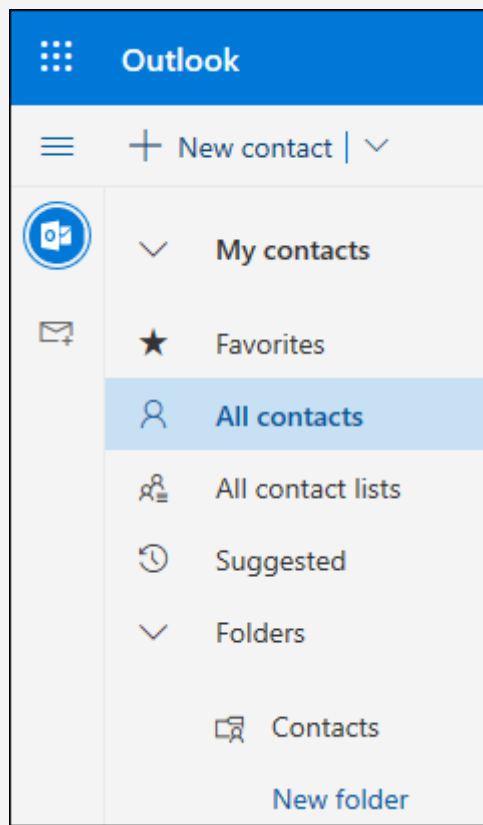 Outlook
New contact
My contacts
Favorites
All contacts
All contact lists
Suggested
Folders
Contacts
New folder